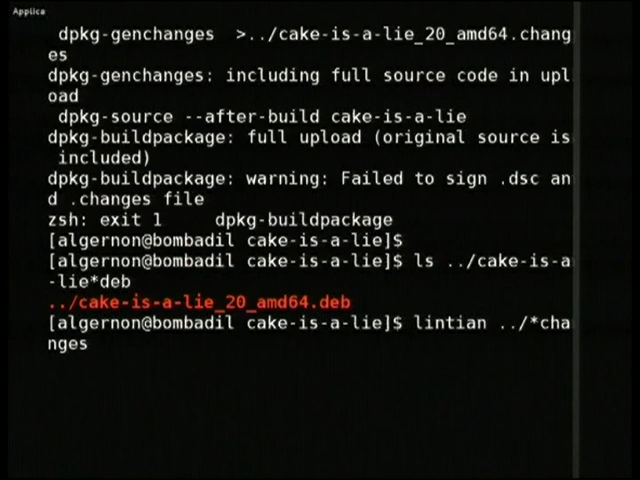 Applica
dpkg-genchanges  >../cake-is-a-lie_20_amd64.chang
es
dpkg-genchanges: including full source code in upl
oad
 dpkg-source --after-build cake-is-a-lie
dpkg-buildpackage: full upload (original source is
 included)
dpkg-buildpackage: warning: Failed to sign .dsc an
d .changes file
zsh: exit 1     dpkg-buildpackage
[algernon@bombadil cake-is-a-lie]$
[algernon@bombadil cake-is-a-lie]$ ls ../cake-is-a
-lie*deb
../cake-is-a-lie_20_amd64.deb
[algernon@bombadil cake-is-a-lie]$ lintian ../*cha
nges